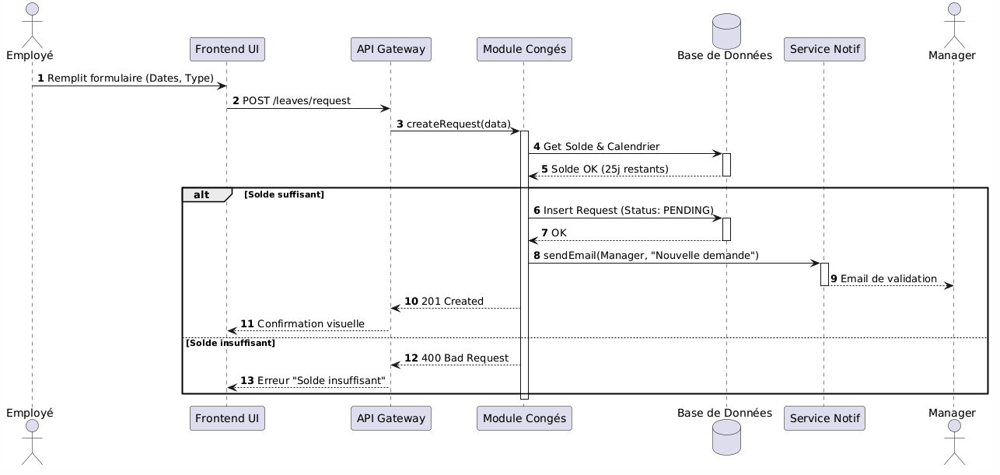 Employé
Frontend UI
API Gateway
Module Congés
Base de Données
Service Notif
Manager
1 Remplit formulaire (Dates, Type)
2 POST /leaves/request
3 createRequest(data)
4 Get Solde & Calendrier
5 Solde OK (25j restants)
alt [Solde suffisant]
6 Insert Request (Status: PENDING)
7 OK
8 sendEmail(Manager, "Nouvelle demande")
9 Email de validation
10 201 Created
11 Confirmation visuelle
[Solde insuffisant]
12 400 Bad Request
13 Erreur "Solde insuffisant"
Employé
Frontend UI
API Gateway
Module Congés
Base de Données
Service Notif
Manager